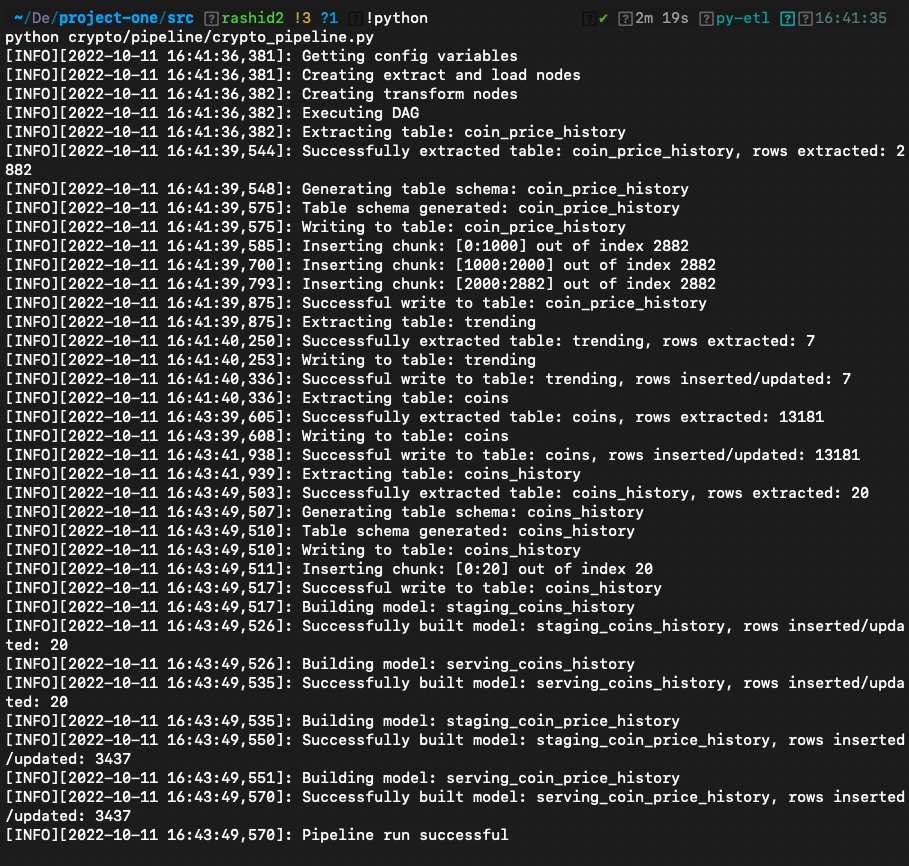 ~/De/project-one/src rashid2 !3 ?1 !python ✔ 2m 19s py-etl 16:41:35
python crypto/pipeline/crypto_pipeline.py
[INFO][2022-10-11 16:41:36,381]: Getting config variables
[INFO][2022-10-11 16:41:36,381]: Creating extract and load nodes
[INFO][2022-10-11 16:41:36,382]: Creating transform nodes
[INFO][2022-10-11 16:41:36,382]: Executing DAG
[INFO][2022-10-11 16:41:36,382]: Extracting table: coin_price_history
[INFO][2022-10-11 16:41:39,544]: Successfully extracted table: coin_price_history, rows extracted: 2
882
[INFO][2022-10-11 16:41:39,548]: Generating table schema: coin_price_history
[INFO][2022-10-11 16:41:39,575]: Table schema generated: coin_price_history
[INFO][2022-10-11 16:41:39,575]: Writing to table: coin_price_history
[INFO][2022-10-11 16:41:39,585]: Inserting chunk: [0:1000] out of index 2882
[INFO][2022-10-11 16:41:39,700]: Inserting chunk: [1000:2000] out of index 2882
[INFO][2022-10-11 16:41:39,793]: Inserting chunk: [2000:2882] out of index 2882
[INFO][2022-10-11 16:41:39,875]: Successful write to table: coin_price_history
[INFO][2022-10-11 16:41:39,875]: Extracting table: trending
[INFO][2022-10-11 16:41:40,250]: Successfully extracted table: trending, rows extracted: 7
[INFO][2022-10-11 16:41:40,253]: Writing to table: trending
[INFO][2022-10-11 16:41:40,336]: Successful write to table: trending, rows inserted/updated: 7
[INFO][2022-10-11 16:41:40,336]: Extracting table: coins
[INFO][2022-10-11 16:43:39,605]: Successfully extracted table: coins, rows extracted: 13181
[INFO][2022-10-11 16:43:39,608]: Writing to table: coins
[INFO][2022-10-11 16:43:41,938]: Successful write to table: coins, rows inserted/updated: 13181
[INFO][2022-10-11 16:43:41,939]: Extracting table: coins_history
[INFO][2022-10-11 16:43:49,503]: Successfully extracted table: coins_history, rows extracted: 20
[INFO][2022-10-11 16:43:49,507]: Generating table schema: coins_history
[INFO][2022-10-11 16:43:49,510]: Table schema generated: coins_history
[INFO][2022-10-11 16:43:49,510]: Writing to table: coins_history
[INFO][2022-10-11 16:43:49,511]: Inserting chunk: [0:20] out of index 20
[INFO][2022-10-11 16:43:49,517]: Successful write to table: coins_history
[INFO][2022-10-11 16:43:49,517]: Building model: staging_coins_history
[INFO][2022-10-11 16:43:49,526]: Successfully built model: staging_coins_history, rows inserted/upda
ted: 20
[INFO][2022-10-11 16:43:49,526]: Building model: serving_coins_history
[INFO][2022-10-11 16:43:49,535]: Successfully built model: serving_coins_history, rows inserted/upda
ted: 20
[INFO][2022-10-11 16:43:49,535]: Building model: staging_coin_price_history
[INFO][2022-10-11 16:43:49,550]: Successfully built model: staging_coin_price_history, rows inserted
/updated: 3437
[INFO][2022-10-11 16:43:49,551]: Building model: serving_coin_price_history
[INFO][2022-10-11 16:43:49,570]: Successfully built model: serving_coin_price_history, rows inserted
/updated: 3437
[INFO][2022-10-11 16:43:49,570]: Pipeline run successful